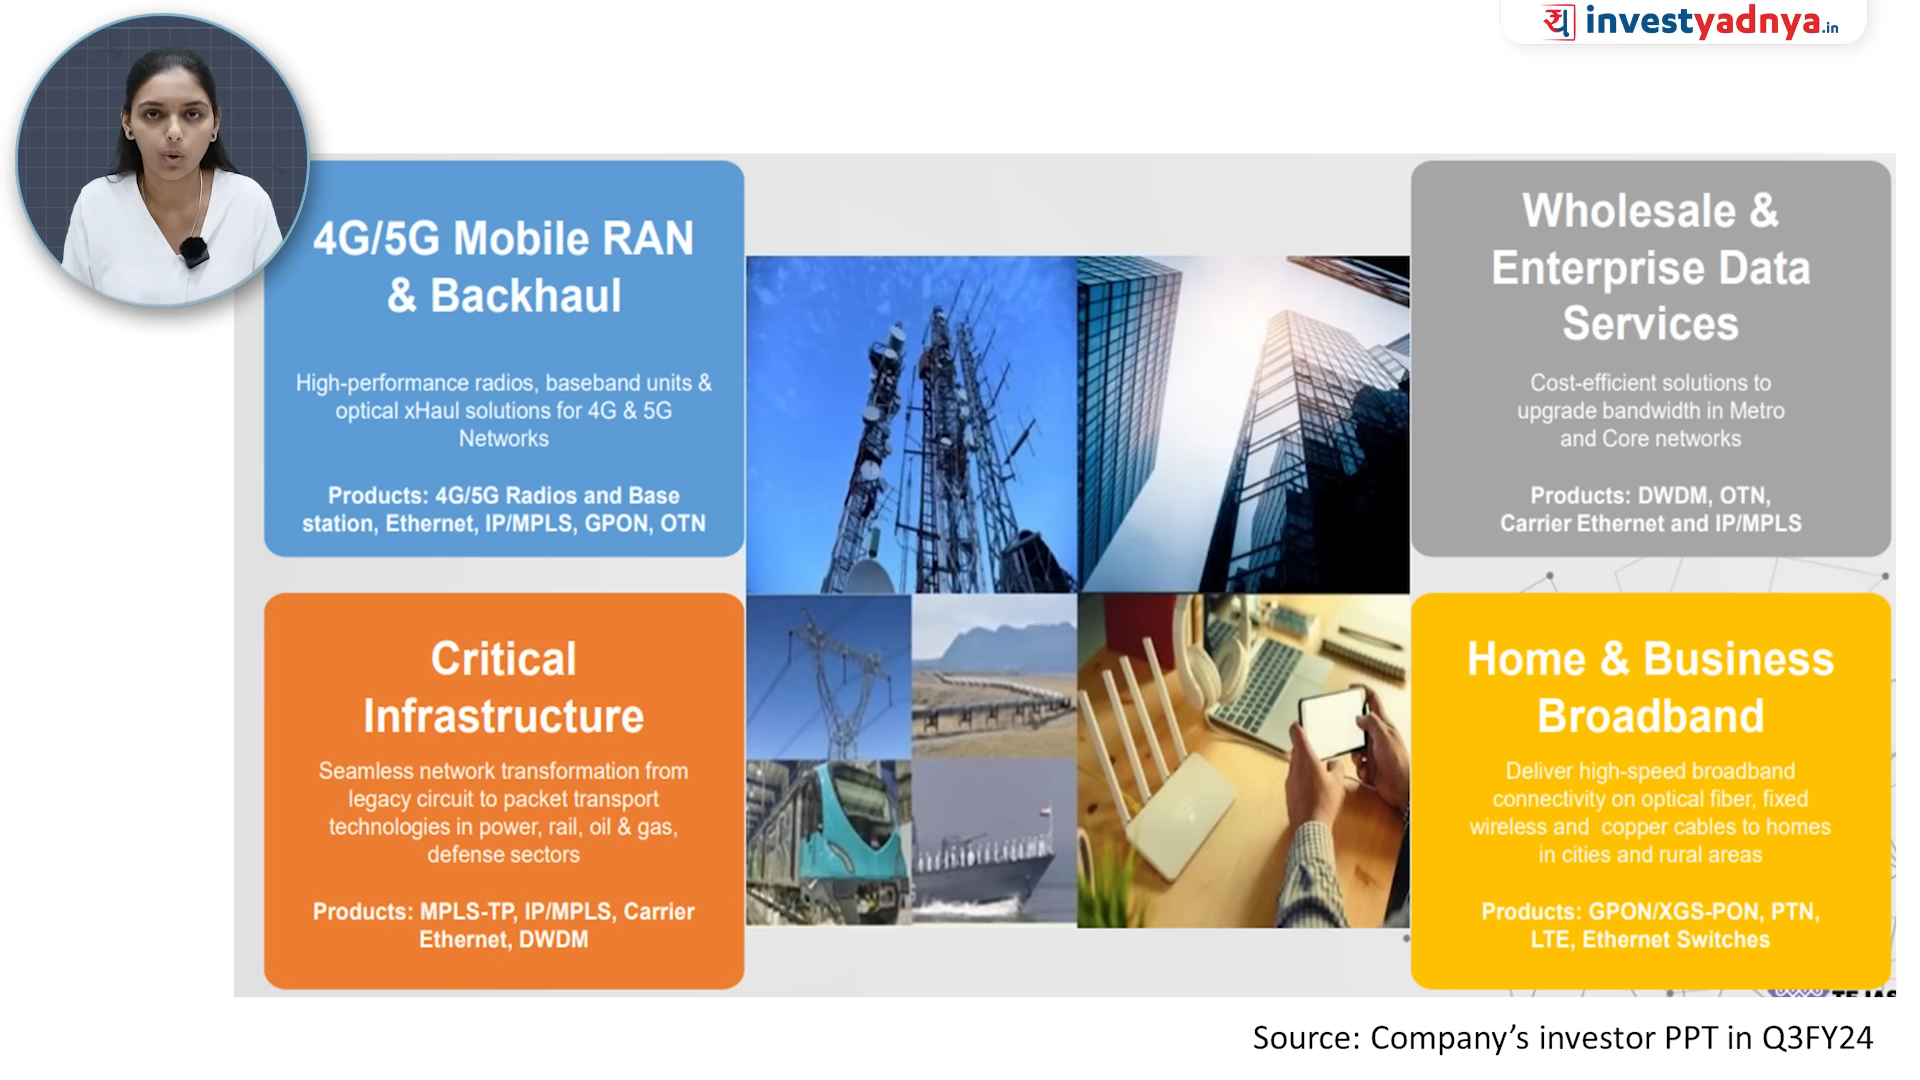 investyadnya.in
4G/5G Mobile RAN
& Backhaul
High-performance radios, baseband units &
optical xHaul solutions for 4G & 5G
Networks
Products: 4G/5G Radios and Base
station, Ethernet, IP/MPLS, GPON, OTN
Wholesale &
Enterprise Data
Services
Cost-efficient solutions to
upgrade bandwidth in Metro
and Core networks
Products: DWDM, OTN,
Carrier Ethernet and IP/MPLS
Critical
Infrastructure
Seamless network transformation from
legacy circuit to packet transport
technologies in power, rail, oil & gas,
defense sectors
Products: MPLS-TP, IP/MPLS, Carrier
Ethernet, DWDM
Home & Business
Broadband
Deliver high-speed broadband
connectivity on optical fiber, fixed
wireless and copper cables to homes
in cities and rural areas
Products: GPON/XGS-PON, PTN,
LTE, Ethernet Switches
Source: Company’s investor PPT in Q3FY24